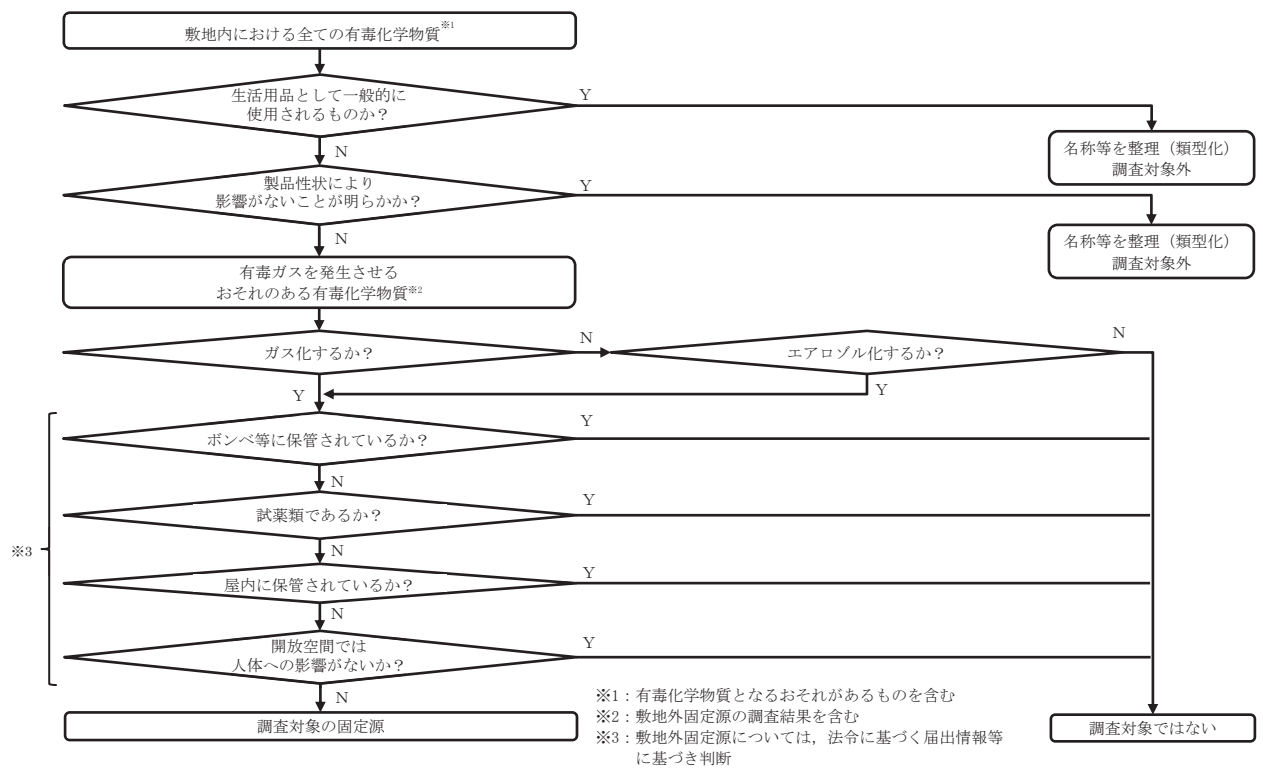 敷地内における全ての有毒化学物質※1
生活用品として一般的に
使用されるものか？
Y
N
名称等を整理（類型化）
調査対象外
製品性状により
影響がないことが明らかか？
Y
N
名称等を整理（類型化）
調査対象外
有毒ガスを発生させる
おそれのある有毒化学物質※2
ガス化するか？
N
Y
エアロゾル化するか？
N
Y
※3
ボンベ等に保管されているか？
Y
N
試薬類であるか？
Y
N
屋内に保管されているか？
Y
N
開放空間では
人体への影響がないか？
Y
N
調査対象の固定源
調査対象ではない
※1：有毒化学物質となるおそれがあるものを含む
※2：敷地外固定源の調査結果を含む
※3：敷地外固定源については，法令に基づく届出情報等
に基づき判断